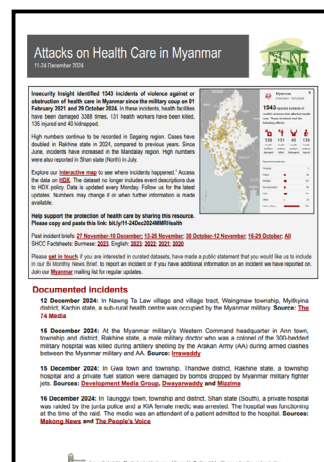 Attacks on Health Care in Myanmar
11-24 December 2024
Insecurity Insight identified 1543 incidents of violence against or
obstruction of health care in Myanmar since the military coup on 01
February 2021 and 29 October 2024. In these incidents, health facilities
have been damaged 338 times, 131 health workers have been killed,
135 injured and 40 kidnapped.
High numbers continue to be recorded in Sagaing region. Cases have
doubled in Rakhine state in 2024, compared to previous years. Since
June, incidents have increased in the Mandalay region. High numbers
were also reported in Shan state (North) in July.
Explore our Interactive map to see where incidents happened.
Access the data on HDX. The dataset no longer includes event descriptions due
to HDX policy. Data is updated every Monday. Follow us for the latest
updates. Numbers may change if or when further information is made
available.
Help support the protection of health care by sharing this resource.
Please copy and paste this link: bit.ly/11-24Dec2024MMRHealth
Past incident briefs: 27 November-10 December; 13-26 November; 30 October-12 November; 16-29 October; All
SHCC Factsheets: Burmese: 2023, English: 2023; 2022; 2021; 2020
Please get in touch if you are interested in curated datasets, have made a public statement that you would like us to include
in our Bi Monthly News Brief, to report an incident or if you have additional information on an incident we have reported on.
Join our Myanmar mailing list for regular updates.
Myanmar
1543
Documented incidents
12 December 2024: In Nawng Ta Law village and village tract, Waingmaw township, Myitkyina
district, Kachin state, a sub-rural health centre was occupied by the Myanmar military. Source: The
74 Media
15 December 2024: At the Myanmar military's Western Command headquarter in Ann town,
township and district, Rakhine state, a male military doctor who was a colonel of the 300-bedded
military hospital was killed during artillery shelling by the Arakan Army (AA) during armed clashes
between the Myanmar military and AA. Source: Irrawaddy
15 December 2024: In Gwa town and township, Thandwe district, Rakhine state, a township
hospital and a private fuel station were damaged by bombs dropped by Myanmar military fighter
jets. Sources: Development Media Group, Dwayarwaddy and Mizzima
16 December 2024: In Taunggyi town, township and district, Shan state (South), a private hospital
was raided by the junta police and a KIA female medic was arrested. The hospital was functioning
at the time of the raid. The medic was an attendant of a patient admitted to the hospital. Sources:
Mekong News and The People's Voice